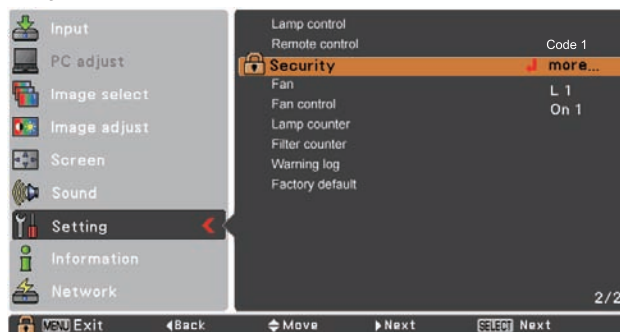 Input
PC adjust
Image select
Image adjust
Screen
Sound
Setting
Information
Network
Lamp control
Remote control Code 1
Security more...
Fan L 1
Fan control On 1
Lamp counter
Filter counter
Warning log
Factory default
2/2
MENU Exit ◀Back Move ▶Next SELECT Next